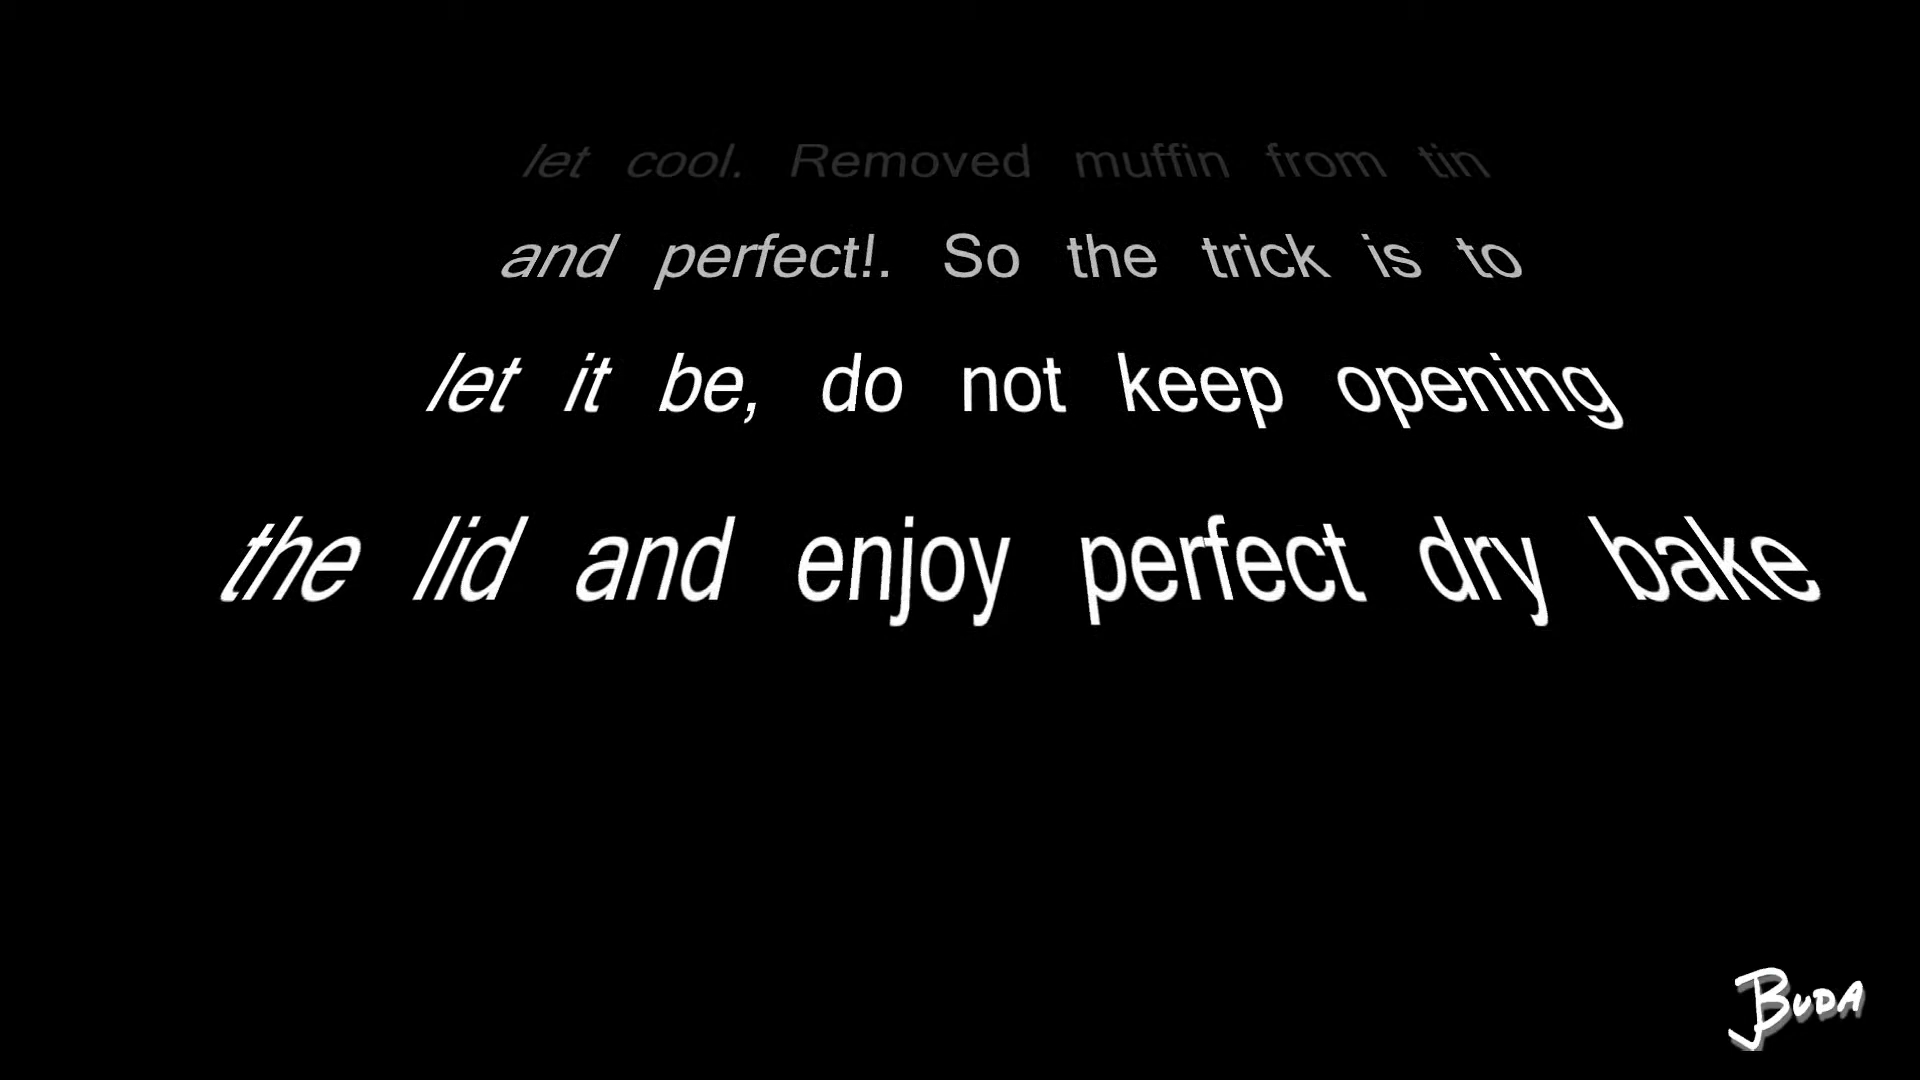 let cool. Removed muffin from tin
and perfect!. So the trick is to
let it be, do not keep opening
the lid and enjoy perfect dry bake
JBUDA